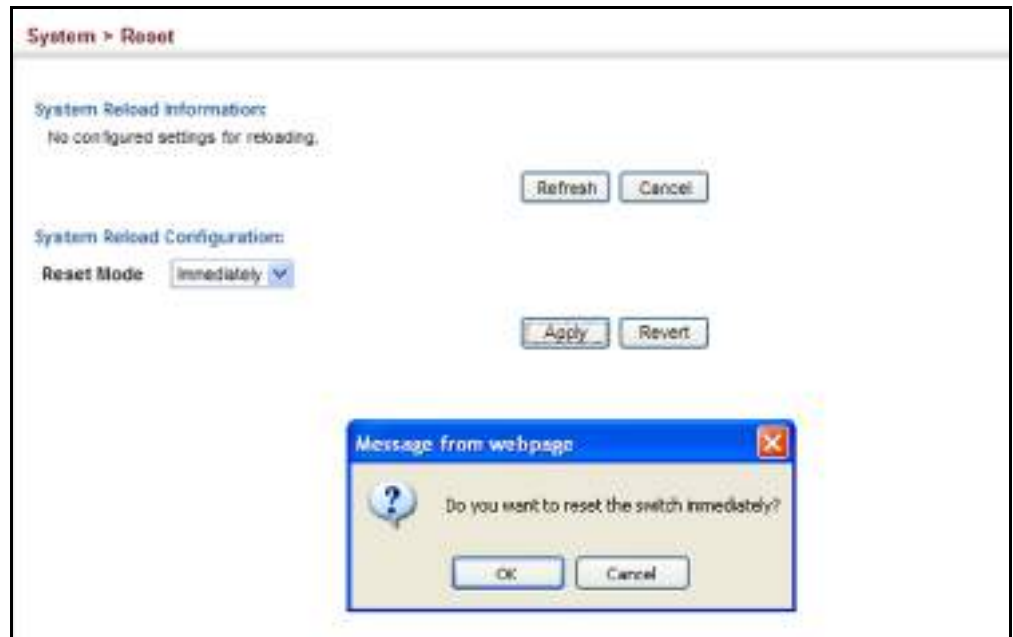 System > Reset
System Reload Information:
No configured settings for reloading.
Refresh Cancel
System Reload Configuration:
Reset Mode Immediately
Apply Revert
Message from webpage
Do you want to reset the switch immediately?
OK Cancel